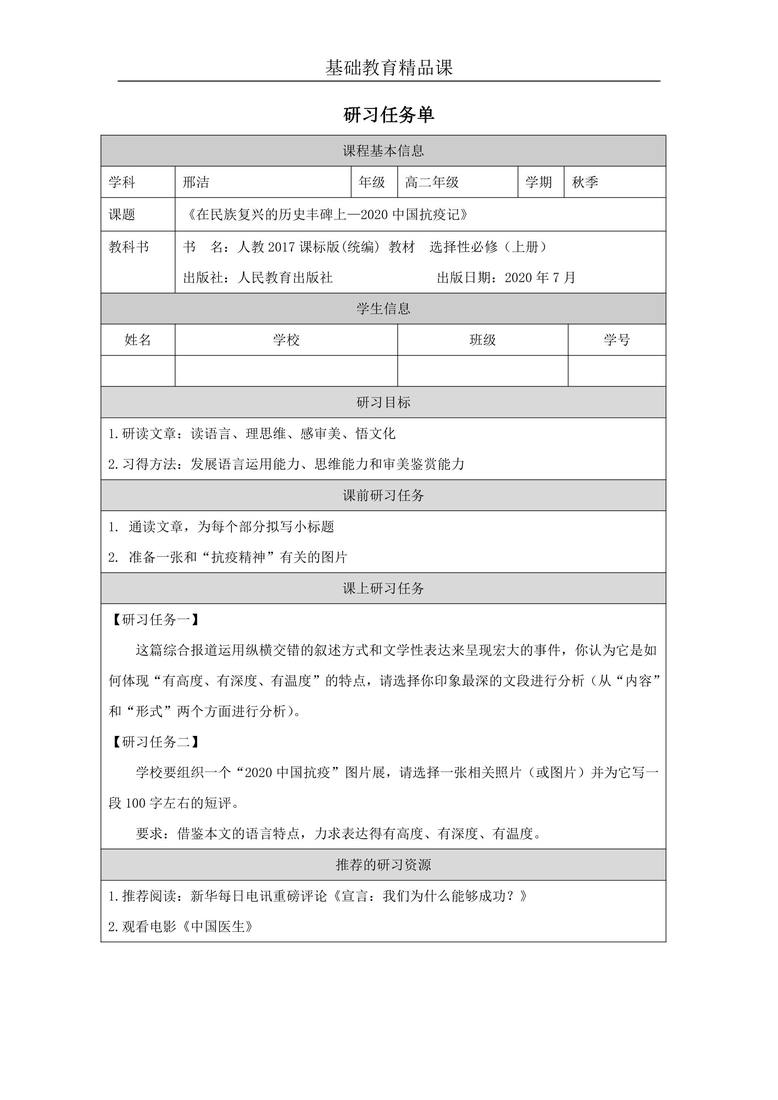 基础教育精品课
研习任务单
课程基本信息
学科 邢洁 年级 高二年级 学期 秋季
课题 《在民族复兴的历史丰碑上—2020 中国抗疫记》
教科书 书 名：人教 2017 课标版(统编) 教材 选择性必修（上册）
出版社：人民教育出版社 出版日期：2020 年 7 月
学生信息
姓名 学校 班级 学号
研习目标
1.研读文章：读语言、理思维、感审美、悟文化
2.习得方法：发展语言运用能力、思维能力和审美鉴赏能力
课前研习任务
1. 通读文章，为每个部分拟写小标题
2. 准备一张和“抗疫精神”有关的图片
课上研习任务
【研习任务一】
这篇综合报道运用纵横交错的叙述方式和文学性表达来呈现宏大的事件，你认为它是如
何体现“有高度、有深度、有温度”的特点，请选择你印象最深的文段进行分析（从“内容”
和“形式”两个方面进行分析）。
【研习任务二】
学校要组织一个“2020 中国抗疫”图片展，请选择一张相关照片（或图片）并为它写一
段 100 字左右的短评。
要求：借鉴本文的语言特点，力求表达得有高度、有深度、有温度。
推荐的研习资源
1.推荐阅读：新华每日电讯重磅评论《宣言：我们为什么能够成功？》
2.观看电影《中国医生》